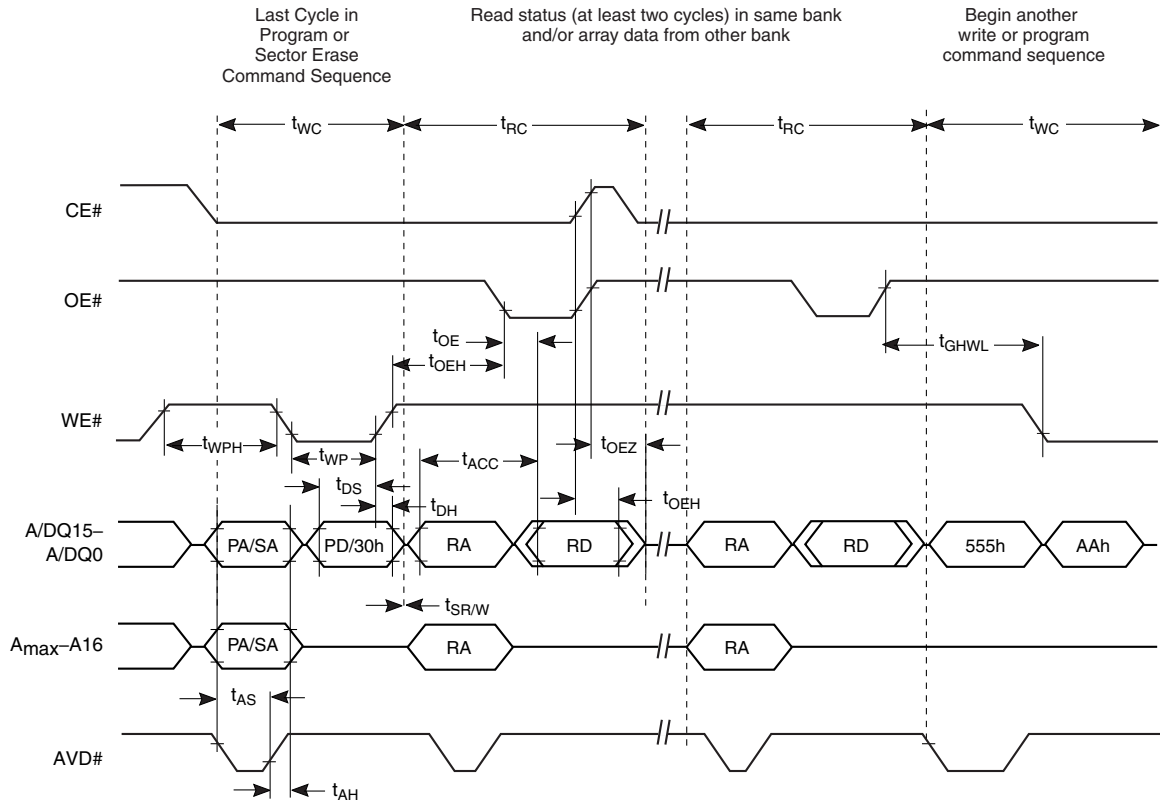 Last Cycle in
Program or
Sector Erase
Command Sequence
Read status (at least two cycles) in same bank
and/or array data from other bank
Begin another
write or program
command sequence
tWC
tRC
tRC
tWC
CE#
OE#
tOE
tOEH
tGHWL
WE#
tWPH
tWP
tACC
tOEZ
tDS
tDH
tOEH
A/DQ15–
A/DQ0
PA/SA
PD/30h
RA
RD
RA
RD
555h
AAh
tSR/W
Amax–A16
PA/SA
RA
RA
tAS
AVD#
tAH